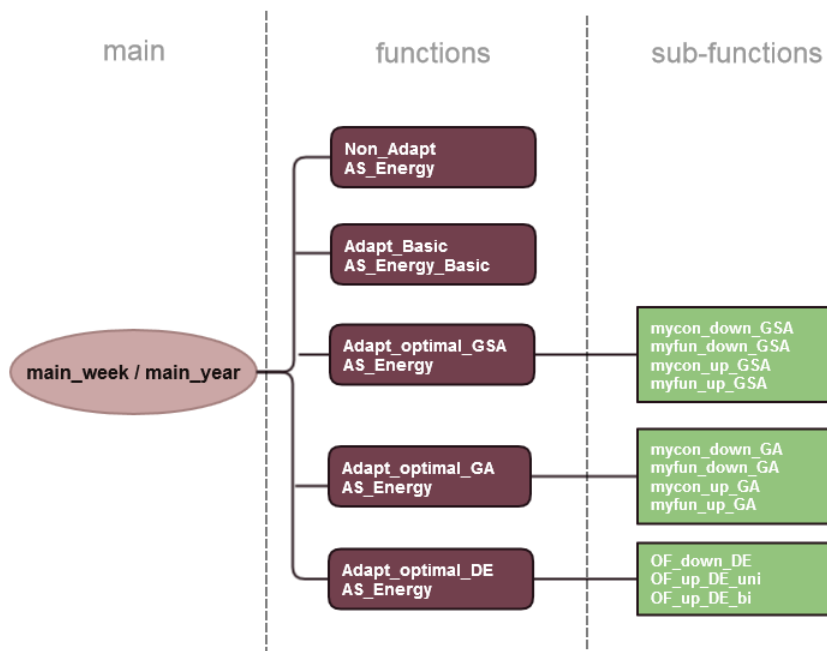 main
functions
sub-functions
Non_Adapt
AS_Energy
Adapt_Basic
AS_Energy_Basic
main_week / main_year
Adapt_optimal_GSA
AS_Energy
mycon_down_GSA
myfun_down_GSA
mycon_up_GSA
myfun_up_GSA
Adapt_optimal_GA
AS_Energy
mycon_down_GA
myfun_down_GA
mycon_up_GA
myfun_up_GA
Adapt_optimal_DE
AS_Energy
OF_down_DE
OF_up_DE_uni
OF_up_DE_bi